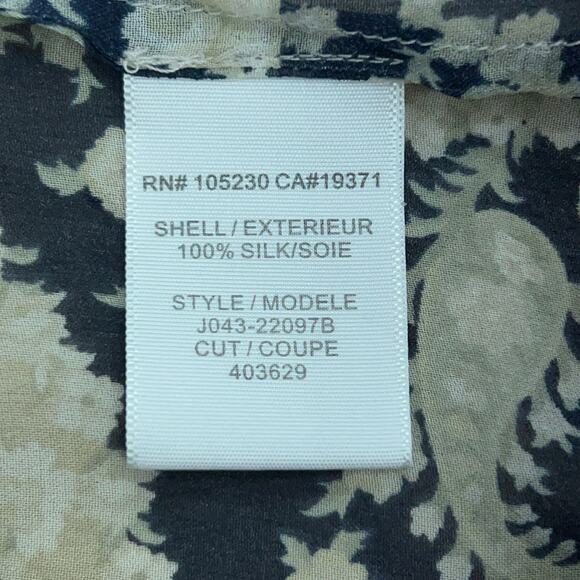 RN# 105230 CA#19371
SHELL / EXTERIEUR
100% SILK/SOIE
STYLE / MODELE
J043-22097B
CUT / COUPE
403629